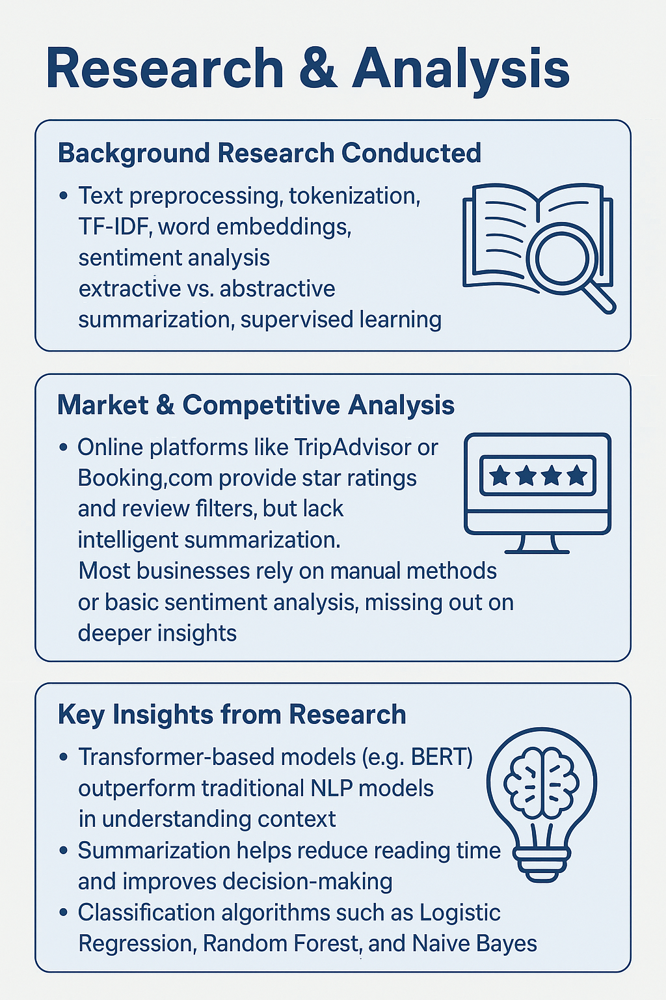 Research & Analysis
Background Research Conducted
• Text preprocessing, tokenization,
TF-IDF, word embeddings,
sentiment analysis
extractive vs. abstractive
summarization, supervised learning
Market & Competitive Analysis
• Online platforms like TripAdvisor or
Booking,com provide star ratings
and review filters, but lack
intelligent summarization.
Most businesses rely on manual methods
or basic sentiment analysis, missing out on
deeper insights
Key Insights from Research
• Transformer-based models (e.g. BERT)
outperform traditional NLP models
in understanding context
• Summarization helps reduce reading time
and improves decision-making
• Classification algorithms such as Logistic
Regression, Random Forest, and Naive Bayes